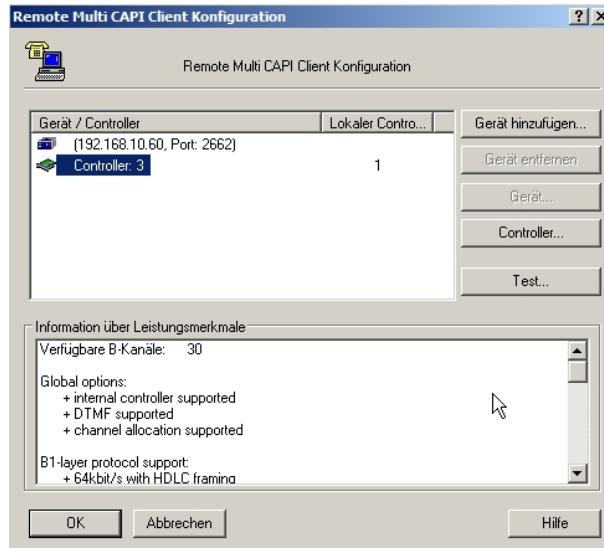 Remote Multi CAPI Client Konfiguration
Remote Multi CAPI Client Konfiguration
Gerät / Controller Lokaler Contro...
(192.168.10.60, Port: 2662)
Controller: 3 1
Gerät hinzufügen...
Gerät entfernen
Gerät...
Controller...
Test...
Information über Leistungsmerkmale
Verfügbare B-Kanäle: 30
Global options:
+ internal controller supported
+ DTMF supported
+ channel allocation supported
B1-layer protocol support:
+ 64kbit/s with HDLC framing
OK Abbrechen Hilfe